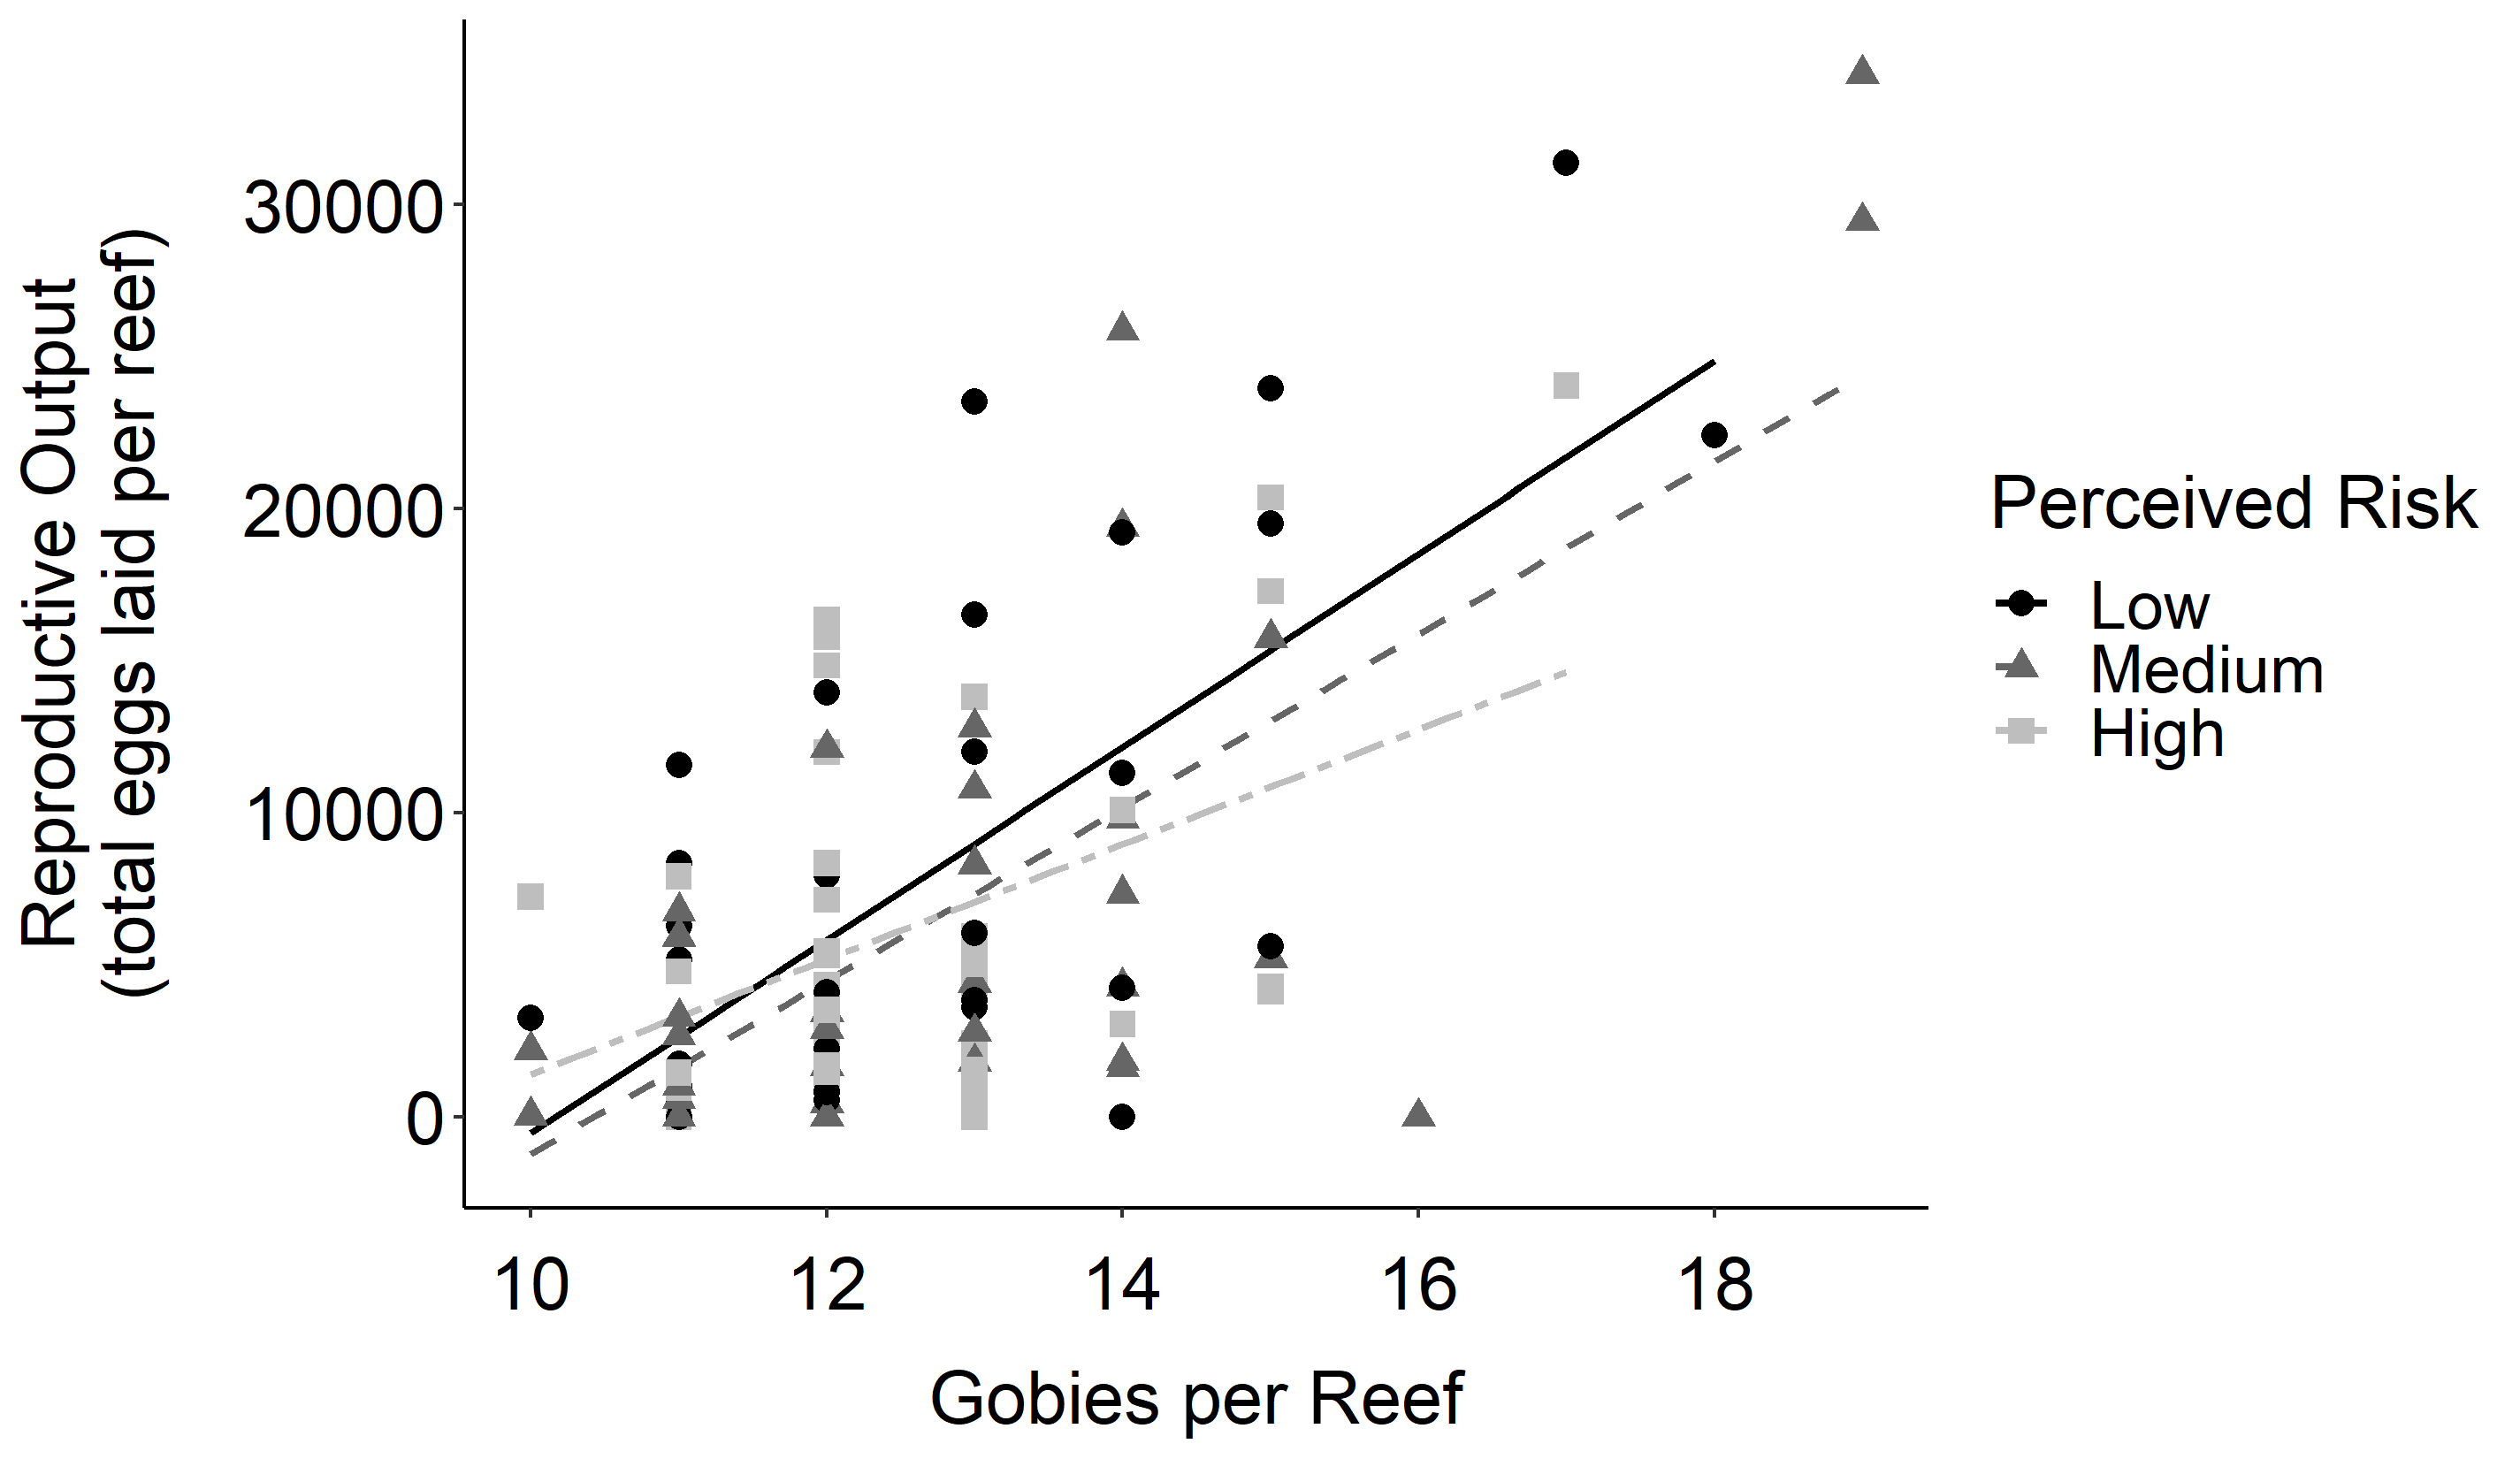 Reproductive Output
(total eggs laid per reef)
30000
20000
10000
0
10 12 14 16 18
Gobies per Reef
Perceived Risk
Low
Medium
High